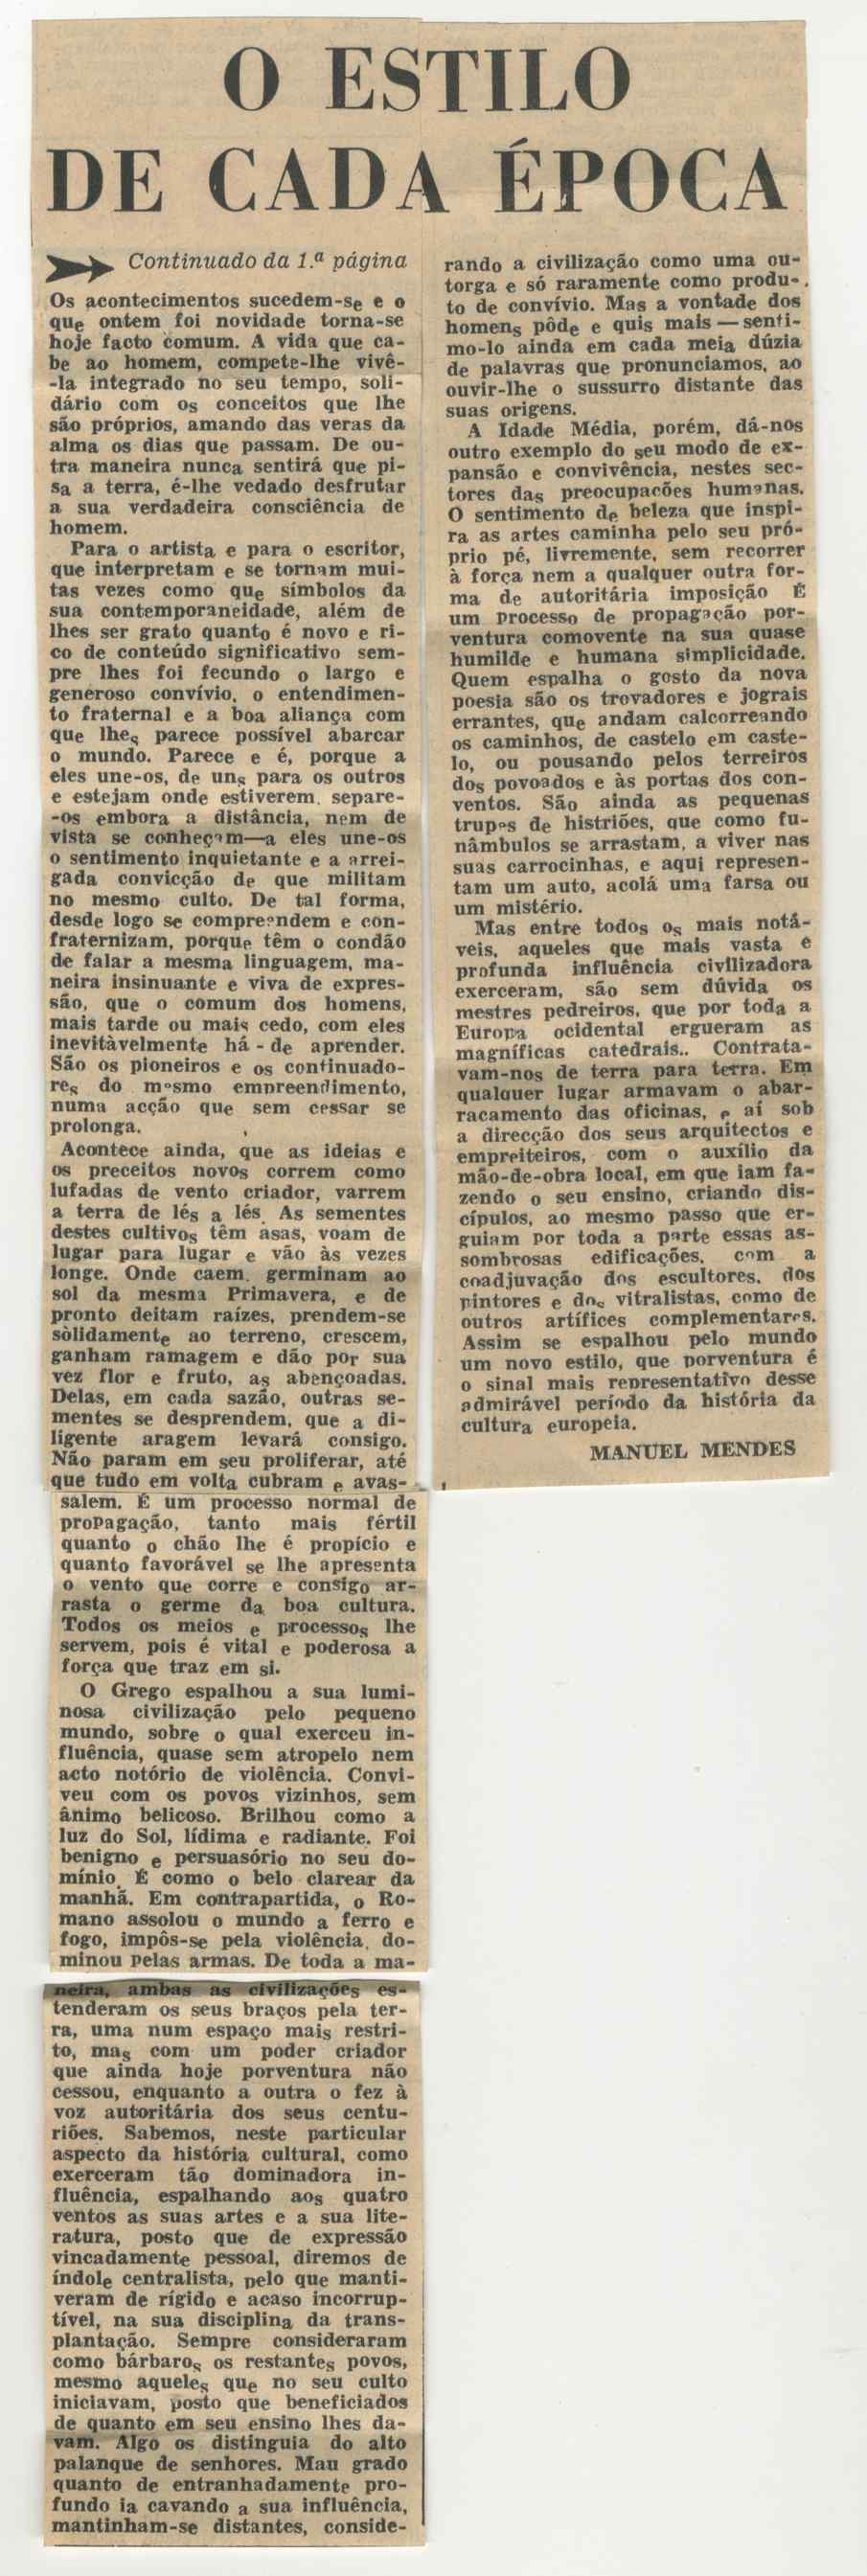 O ESTILO
DE CADA ÉPOCA
Continuado da 1.ª página
Os acontecimentos sucedem-se e o
que ontem foi novidade torna-se
hoje facto comum. A vida que ca-
be ao homem, compete-lhe vivê-
-la integrado no seu tempo, soli-
dário com os conceitos que lhe
são próprios, amando das veras da
alma os dias que passam. De ou-
tra maneira nunca sentirá que pi-
sa a terra, é-lhe vedado desfrutar
a sua verdadeira consciência de
homem.
Para o artista e para o escritor,
que interpretam e se tornam mui-
tas vezes como que símbolos da
sua contemporaneidade, além de
lhes ser grato quanto é novo e ri-
co de conteúdo significativo sem-
pre lhes foi fecundo o largo e
generoso convívio, o entendimen-
to fraternal e a boa aliança com
que lhes parece possível abarcar
o mundo. Parece e é, porque a
eles une-os, de uns para os outros
e estejam onde estiverem, separe-
-os embora a distância, nem de
vista se conheçam—a eles une-os
o sentimento inquietante e a arrei-
gada convicção de que militam
no mesmo culto. De tal forma,
desde logo se compreendem e con-
fraternizam, porque têm o condão
de falar a mesma linguagem, ma-
neira insinuante e viva de expres-
são, que o comum dos homens,
mais tarde ou mais cedo, com eles
inevitàvelmente há - de aprender.
São os pioneiros e os continuado-
res do mesmo empreendimento,
numa acção que sem cessar se
prolonga.
Acontece ainda, que as ideias e
os preceitos novos correm como
lufadas de vento criador, varrem
a terra de lés a lés. As sementes
destes cultivos têm asas, voam de
lugar para lugar e vão às vezes
longe. Onde caem, germinam ao
sol da mesma Primavera, e de
pronto deitam raízes, prendem-se
sòlidamente ao terreno, crescem,
ganham ramagem e dão por sua
vez flor e fruto, as abençoadas.
Delas, em cada sazão, outras se-
mentes se desprendem, que a di-
ligente aragem levará consigo.
Não param em seu proliferar, até
que tudo em volta cubram e avas-
salem. É um processo normal de
propagação, tanto mais fértil
quanto o chão lhe é propício e
quanto favorável se lhe apresenta
o vento que corre e consigo ar-
rasta o germe da boa cultura.
Todos os meios e processos lhe
servem, pois é vital e poderosa a
força que traz em si.
O Grego espalhou a sua lumi-
nosa civilização pelo pequeno
mundo, sobre o qual exerceu in-
fluência, quase sem atropelo nem
acto notório de violência. Convi-
veu com os povos vizinhos, sem
ânimo belicoso. Brilhou como a
luz do Sol, lídima e radiante. Foi
benigno e persuasório no seu do-
mínio. É como o belo clarear da
manhã. Em contrapartida, o Ro-
mano assolou o mundo a ferro e
fogo, impôs-se pela violência, do-
minou pelas armas. De toda a ma-
neira, ambas as civilizações es-
tenderam os seus braços pela ter-
ra, uma num espaço mais restri-
to, mas com um poder criador
que ainda hoje porventura não
cessou, enquanto a outra o fez à
voz autoritária dos seus centu-
riões. Sabemos, neste particular
aspecto da história cultural, como
exerceram tão dominadora in-
fluência, espalhando aos quatro
ventos as suas artes e a sua lite-
ratura, posto que de expressão
vincadamente pessoal, diremos de
índole centralista, pelo que manti-
veram de rígido e acaso incorrup-
tível, na sua disciplina da trans-
plantação. Sempre consideraram
como bárbaros os restantes povos,
mesmo aqueles que no seu culto
iniciavam, posto que beneficiados
de quanto em seu ensino lhes da-
vam. Algo os distinguia do alto
palanque de senhores. Mau grado
quanto de entranhadamente pro-
fundo ia cavando a sua influência,
mantinham-se distantes, conside-
rando a civilização como uma ou-
torga e só raramente como produ-
to de convívio. Mas a vontade dos
homens pôde e quis mais — senti-
mo-lo ainda em cada meia dúzia
de palavras que pronunciamos, ao
ouvir-lhe o sussurro distante das
suas origens.
A Idade Média, porém, dá-nos
outro exemplo do seu modo de ex-
pansão e convivência, nestes sec-
tores das preocupacões humanas.
O sentimento de beleza que inspi-
ra as artes caminha pelo seu pró-
prio pé, livremente, sem recorrer
à força nem a qualquer outra for-
ma de autoritária imposição É
um processo de propagação por-
ventura comovente na sua quase
humilde e humana simplicidade.
Quem espalha o gosto da nova
poesia são os trovadores e jograis
errantes, que andam calcorreando
os caminhos, de castelo em caste-
lo, ou pousando pelos terreiros
dos povoados e às portas dos con-
ventos. São ainda as pequenas
trupes de histriões, que como fu-
nâmbulos se arrastam, a viver nas
suas carrocinhas, e aqui represen-
tam um auto, acolá uma farsa ou
um mistério.
Mas entre todos os mais notá-
veis, aqueles que mais vasta e
profunda influência civilizadora
exerceram, são sem dúvida os
mestres pedreiros, que por toda a
Europa ocidental ergueram as
magníficas catedrais.. Contrata-
vam-nos de terra para terra. Em
qualquer lugar armavam o abar-
racamento das oficinas, e aí sob
a direcção dos seus arquitectos e
empreiteiros, com o auxílio da
mão-de-obra local, em que iam fa-
zendo o seu ensino, criando dis-
cípulos, ao mesmo passo que er-
guiam por toda a parte essas as-
sombrosas edificações, com a
coadjuvação dos escultores, dos
pintores e dos vitralistas, como de
outros artífices complementares.
Assim se espalhou pelo mundo
um novo estilo, que porventura é
o sinal mais representativo desse
admirável período da história da
cultura europeia.
MANUEL MENDES